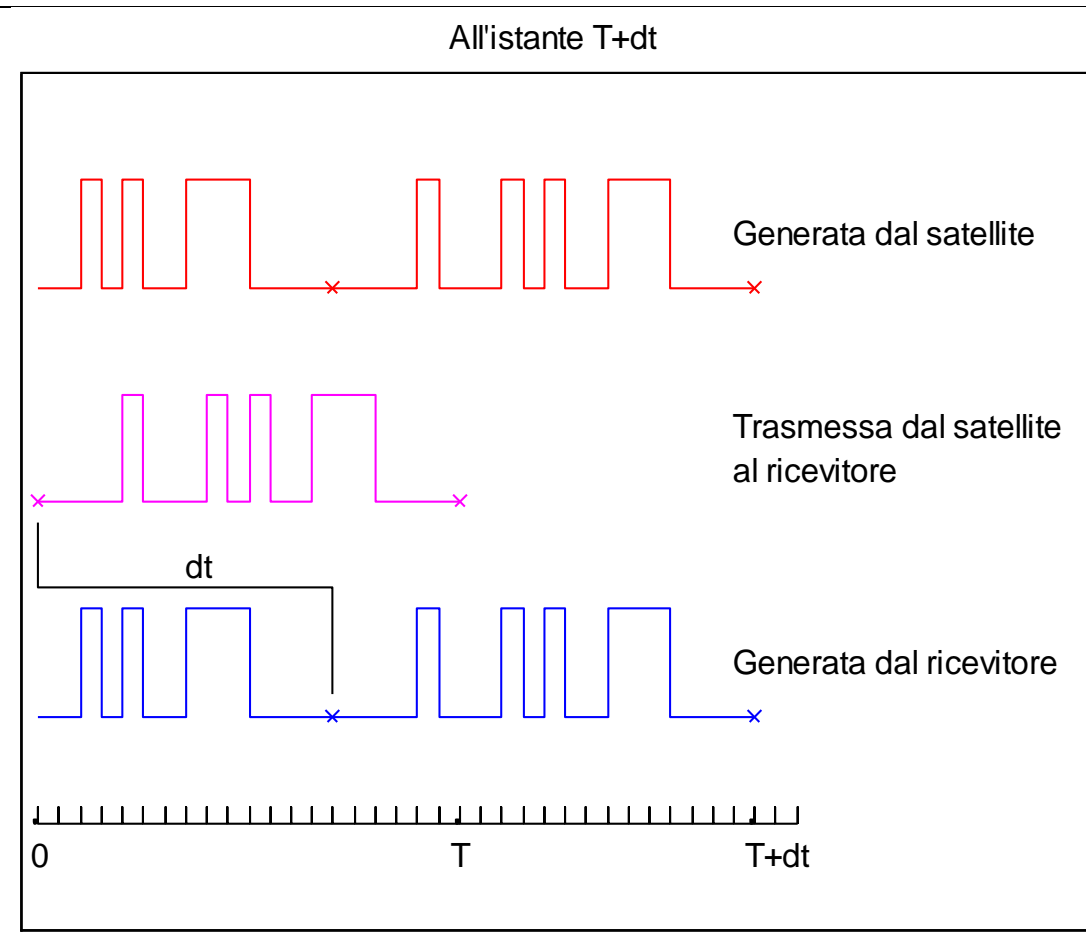 All'istante T+dt
Generata dal satellite
Trasmessa dal satellite
al ricevitore
dt
Generata dal ricevitore
0 T T+dt